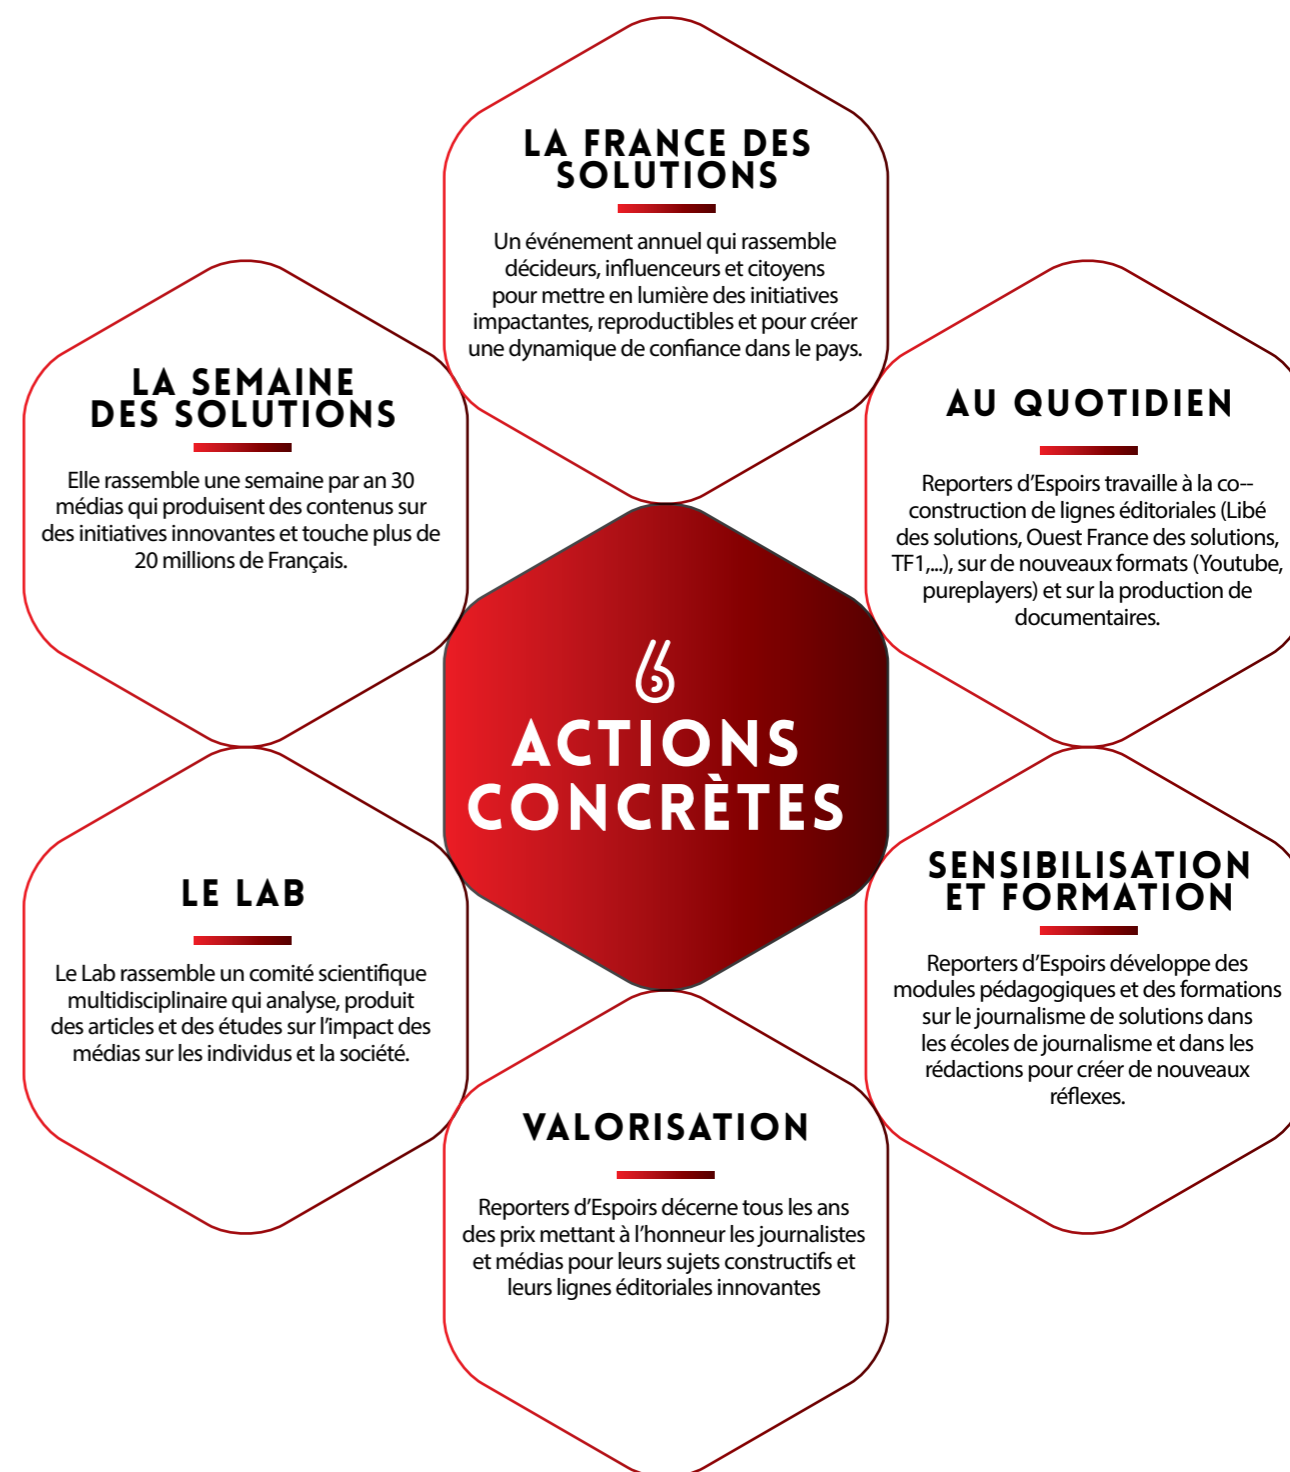 LA FRANCE DES
SOLUTIONS
Un événement annuel qui rassemble
décideurs, influenceurs et citoyens
pour mettre en lumière des initiatives
impactantes, reproductibles et pour créer
une dynamique de confiance dans le pays.
LA SEMAINE
DES SOLUTIONS
Elle rassemble une semaine par an 30
médias qui produisent des contenus sur
des initiatives innovantes et touche plus de
20 millions de Français.
AU QUOTIDIEN
Reporters d’Espoirs travaille à la co--
construction de lignes éditoriales (Libé
des solutions, Ouest France des solutions,
TF1,...), sur de nouveaux formats (Youtube,
pureplayers) et sur la production de
documentaires.
6
ACTIONS
CONCRÈTES
LE LAB
Le Lab rassemble un comité scientifique
multidisciplinaire qui analyse, produit
des articles et des études sur l’impact des
médias sur les individus et la société.
SENSIBILISATION
ET FORMATION
Reporters d’Espoirs développe des
modules pédagogiques et des formations
sur le journalisme de solutions dans
les écoles de journalisme et dans les
rédactions pour créer de nouveaux
réflexes.
VALORISATION
Reporters d’Espoirs décerne tous les ans
des prix mettant à l’honneur les journalistes
et médias pour leurs sujets constructifs et
leurs lignes éditoriales innovantes